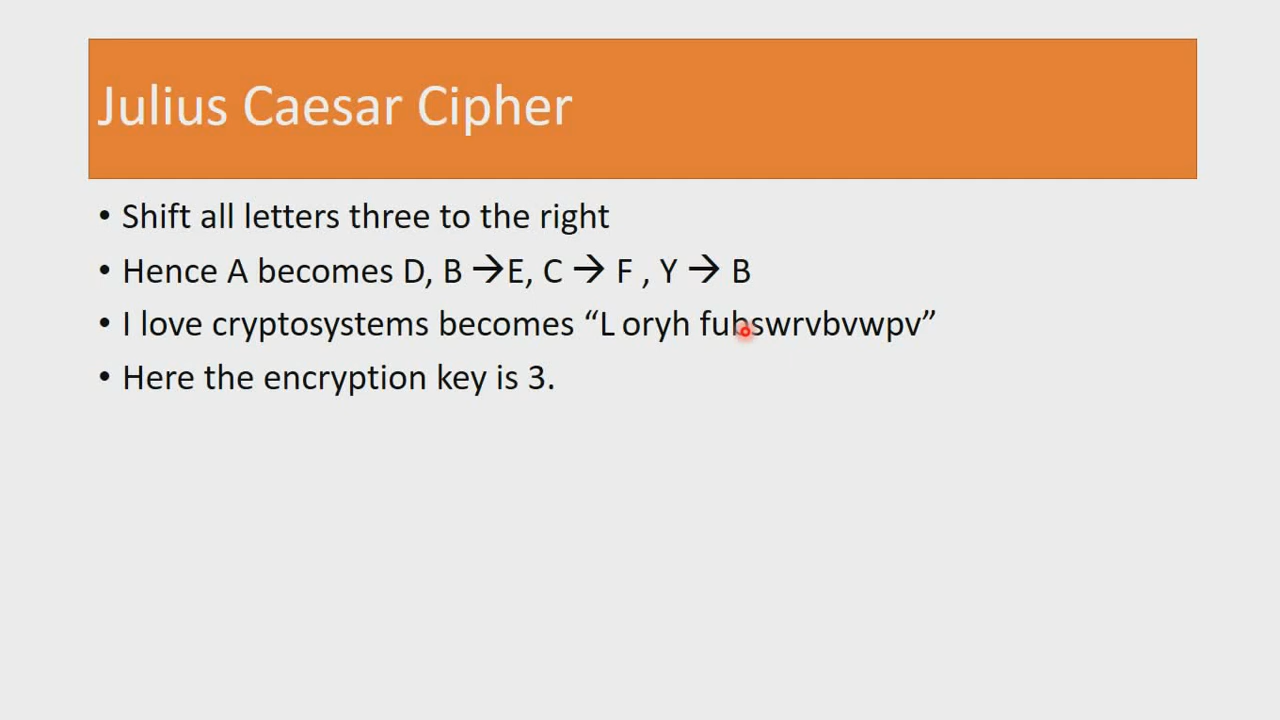 Julius Caesar Cipher
• Shift all letters three to the right
• Hence A becomes D, B →E, C → F , Y → B
• I love cryptosystems becomes “L oryh fubswrvbvwpv”
• Here the encryption key is 3.